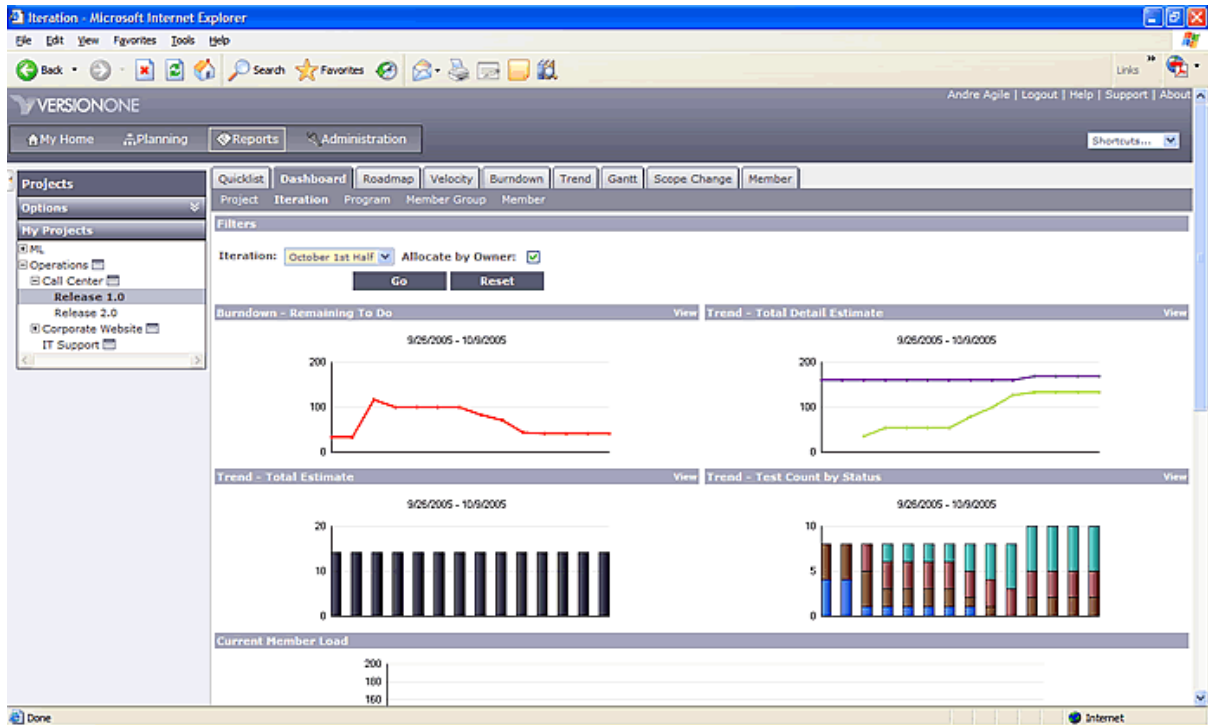 Iteration - Microsoft Internet Explorer
File Edit View Favorites Tools Help
Back Search Favorites Links
VERSIONONE
Andre Agile | Logout | Help | Support | About
My Home Planning Reports Administration
Shortcuts...
Projects
Options
My Projects
ML
Operations
Call Center
Release 1.0
Release 2.0
Corporate Website
IT Support
Quicklist Dashboard Roadmap Velocity Burndown Trend Gantt Scope Change Member
Project Iteration Program Member Group Member
Filters
Iteration: October 1st Half Allocate by Owner:
Go Reset
Burndown - Remaining To Do View
9/26/2005 - 10/9/2005
200
100
0
Trend - Total Detail Estimate View
9/26/2005 - 10/9/2005
200
100
0
Trend - Total Estimate View
9/26/2005 - 10/9/2005
20
10
0
Trend - Test Count by Status View
9/26/2005 - 10/9/2005
10
5
0
Current Member Load
200
180
160
Done Internet